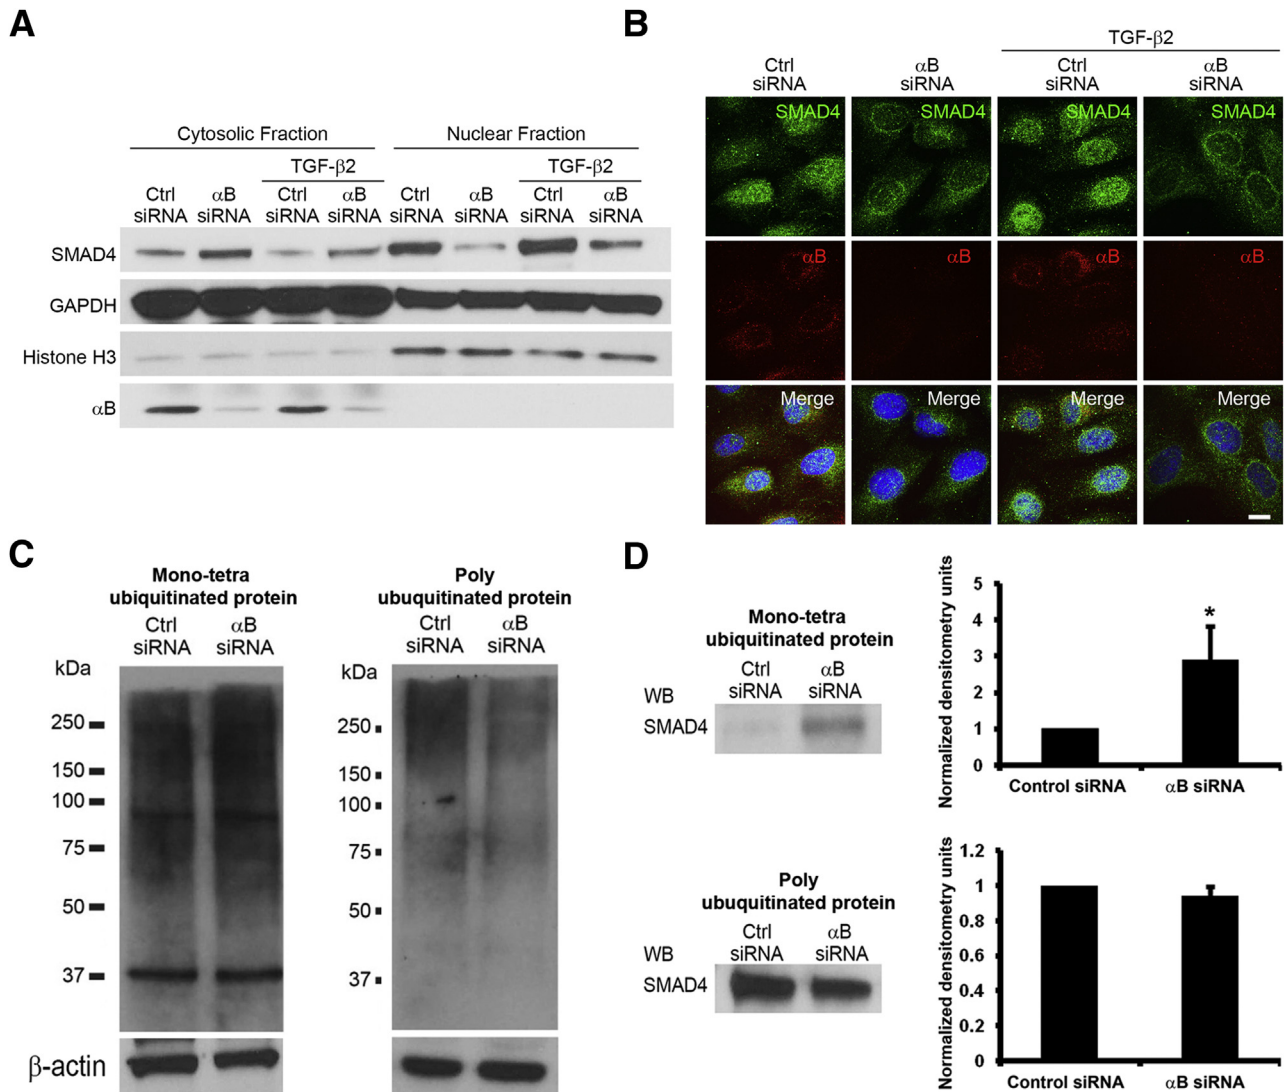 A
Cytosolic Fraction Nuclear Fraction
TGF-β2 TGF-β2
Ctrl siRNA αB siRNA Ctrl siRNA αB siRNA Ctrl siRNA αB siRNA Ctrl siRNA αB siRNA
SMAD4
GAPDH
Histone H3
αB
B
TGF-β2
Ctrl siRNA αB siRNA Ctrl siRNA αB siRNA
SMAD4 SMAD4 SMAD4 SMAD4
αB αB αB αB
Merge Merge Merge Merge
C
Mono-tetra
ubiquitinated protein
Ctrl siRNA αB siRNA
kDa
250
150
100
75
50
37
β-actin
Poly
ubuquitinated protein
Ctrl siRNA αB siRNA
kDa
250
150
100
75
50
37
D
Mono-tetra
ubiquitinated protein
Ctrl siRNA αB siRNA
WB
SMAD4
Normalized densitometry units
5
4
3
2
1
0
*
Control siRNA αB siRNA
Poly
ubuquitinated protein
Ctrl siRNA αB siRNA
WB
SMAD4
Normalized densitometry units
1.2
1
0.8
0.6
0.4
0.2
0
Control siRNA αB siRNA